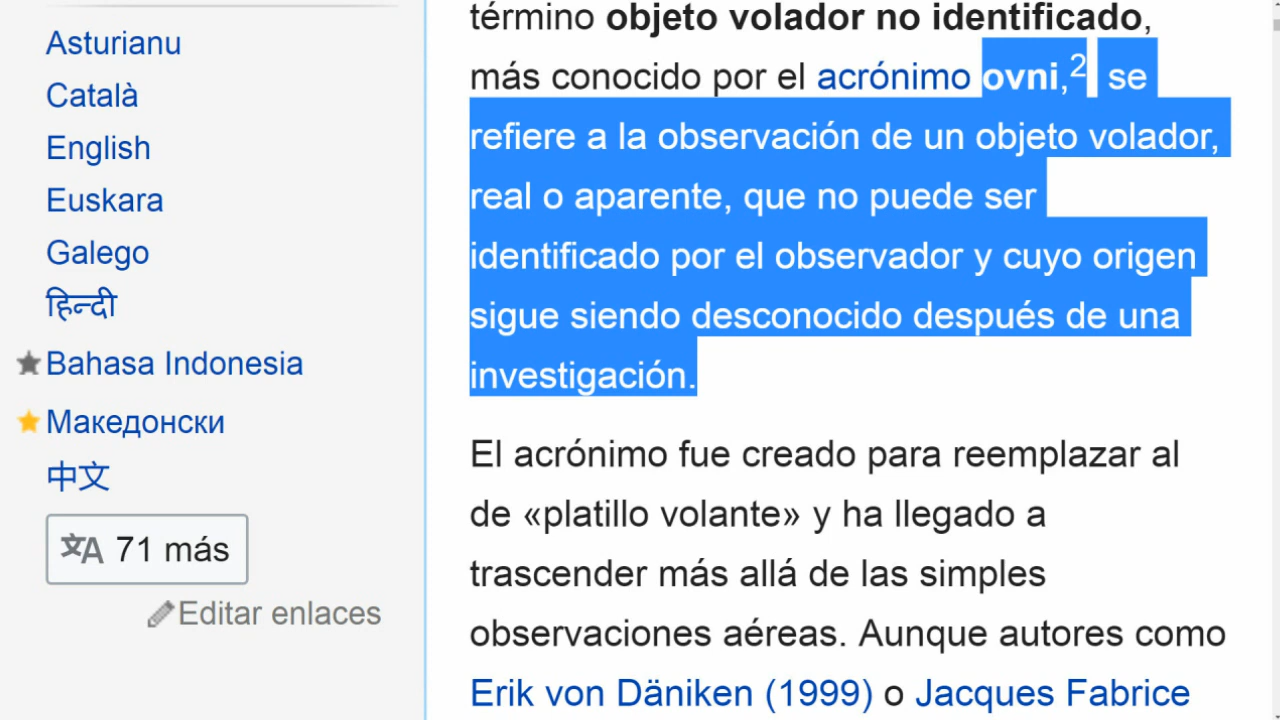 Asturianu
Català
English
Euskara
Galego
हिन्दी
Bahasa Indonesia
Македонски
中文
文A 71 más
Editar enlaces
término objeto volador no identificado,
más conocido por el acrónimo ovni,2 se
refiere a la observación de un objeto volador,
real o aparente, que no puede ser
identificado por el observador y cuyo origen
sigue siendo desconocido después de una
investigación.
El acrónimo fue creado para reemplazar al
de «platillo volante» y ha llegado a
trascender más allá de las simples
observaciones aéreas. Aunque autores como
Erik von Däniken (1999) o Jacques Fabrice